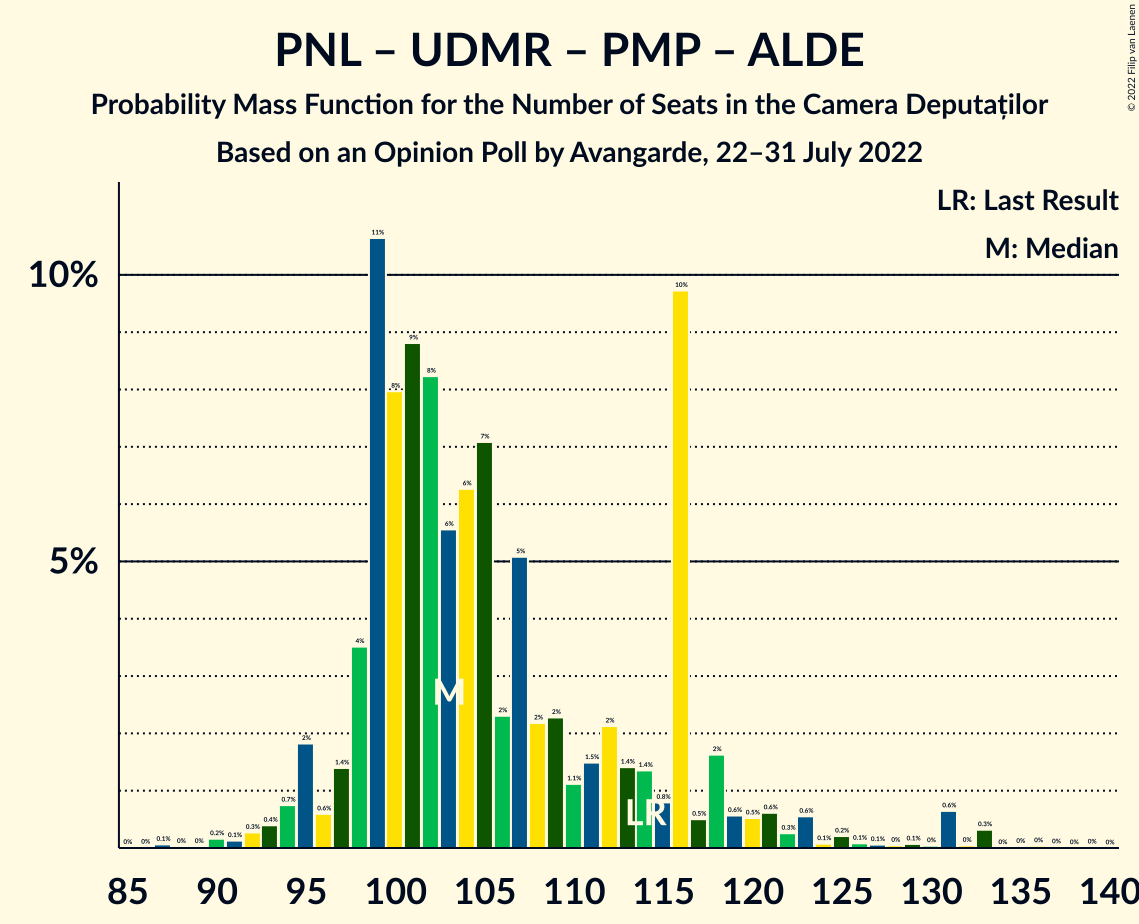 PNL – UDMR – PMP – ALDE
Probability Mass Function for the Number of Seats in the Camera Deputaților
Based on an Opinion Poll by Avangarde, 22–31 July 2022
© 2022 Filip van Laenen
LR: Last Result
M: Median
10%
5%
0% 0% 0.1% 0% 0% 0.2% 0.1% 0.3% 0.4% 0.7% 2% 0.6% 1.4% 4% 11% 8% 9% 8% 6% 6% 7% 2% 5% 2% 2% 1.1% 1.5% 2% 1.4% 1.4% 0.8% 10% 0.5% 2% 0.6% 0.5% 0.6% 0.3% 0.6% 0.1% 0.2% 0.1% 0.1% 0% 0.1% 0% 0.6% 0% 0.3% 0% 0% 0% 0% 0% 0% 0%
M
LR
85 90 95 100 105 110 115 120 125 130 135 140